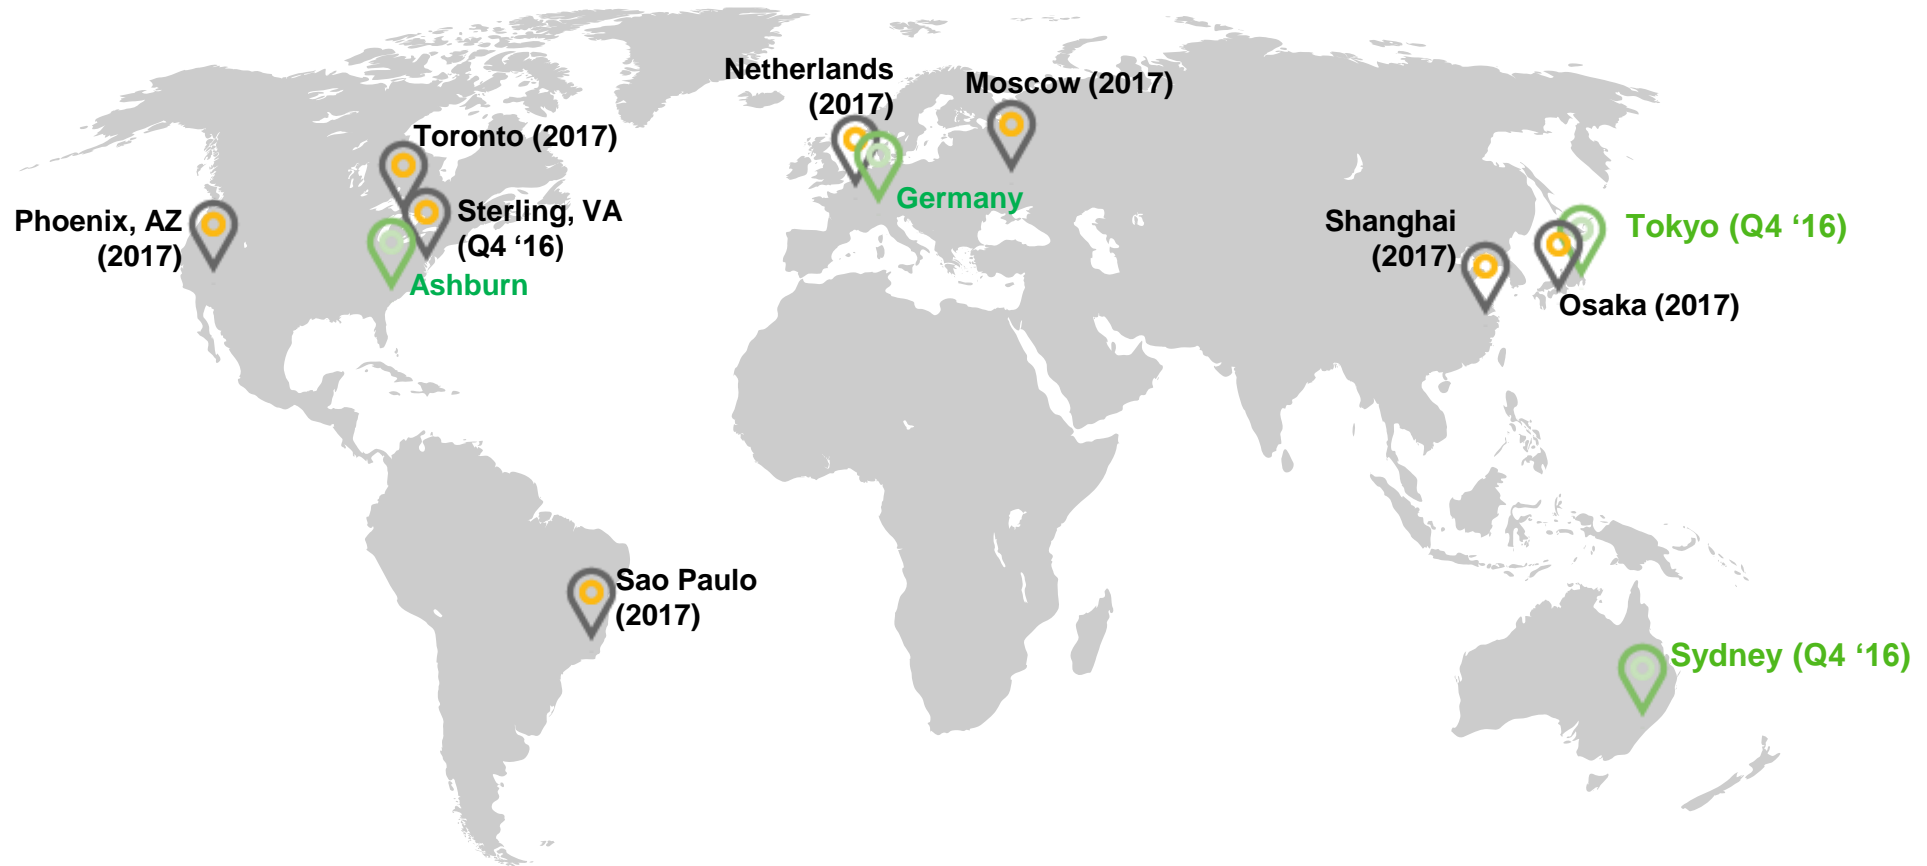 Netherlands
(2017)
Moscow (2017)
Toronto (2017)
Germany
Phoenix, AZ
(2017)
Sterling, VA
(Q4 ‘16)
Ashburn
Shanghai
(2017)
Tokyo (Q4 ‘16)
Osaka (2017)
Sao Paulo
(2017)
Sydney (Q4 ‘16)